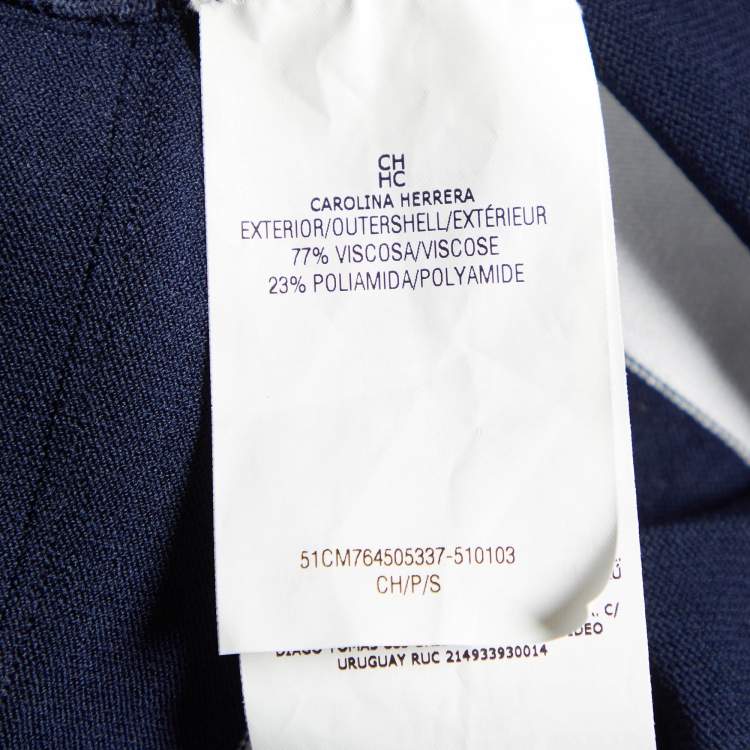 CH
HC
CAROLINA HERRERA
EXTERIOR/OUTERSHELL/EXTÉRIEUR
77% VISCOSA/VISCOSE
23% POLIAMIDA/POLYAMIDE
51CM764505337-510103
CH/P/S
C/
URUGUAY RUC 214933930014